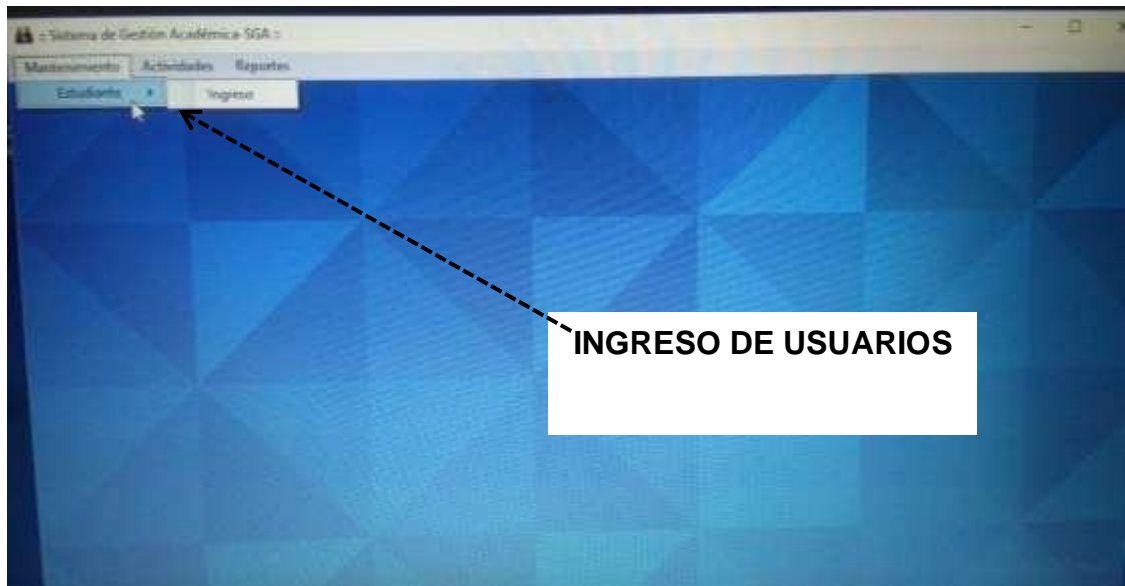 :: Sistema de Gestión Académica-SGA ::
Mantenimiento Actividades Reportes
Estudiante Ingreso
INGRESO DE USUARIOS